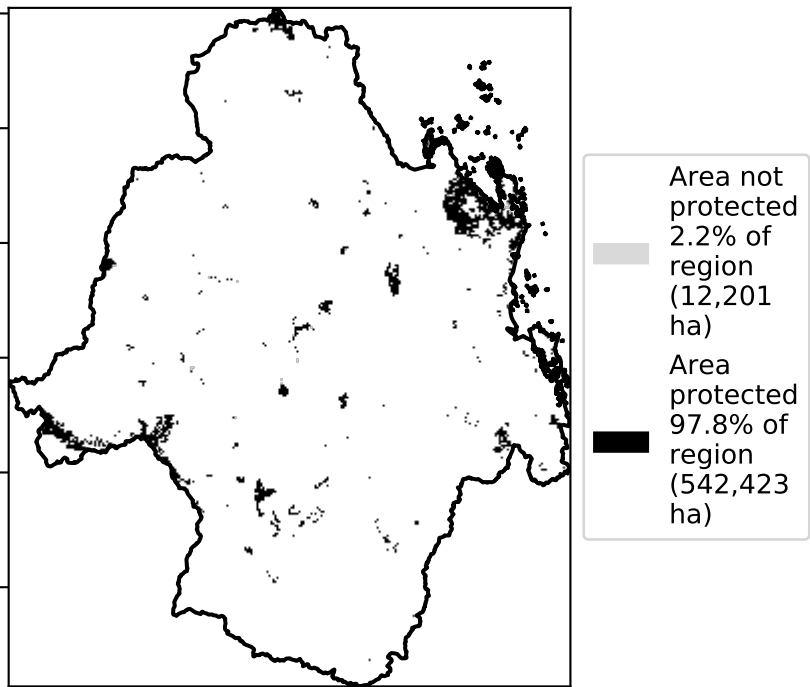 Area not
protected
2.2% of
region
(12,201
ha)
Area
protected
97.8% of
region
(542,423
ha)